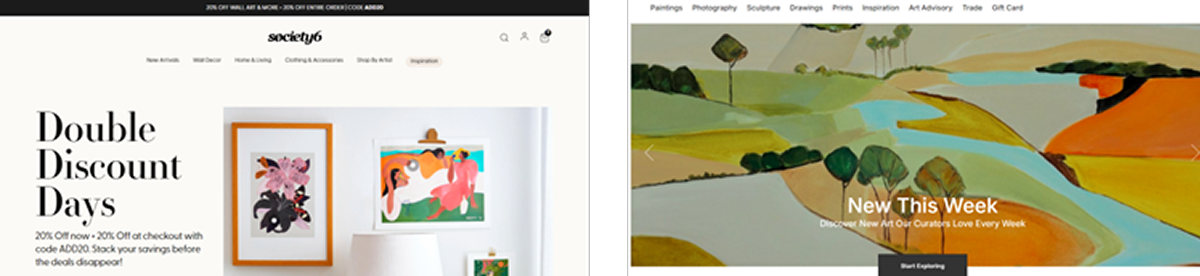 20% OFF WALL ART & MORE + 20% OFF ENTIRE ORDER | CODE ADD20
society6
New Arrivals Wall Decor Home & Living Clothing & Accessories Shop By Artist Inspiration
Double
Discount
Days
20% Off now + 20% Off at checkout with
code ADD20. Stack your savings before
the deals disappear!
Paintings Photography Sculpture Drawings Prints Inspiration Art Advisory Trade Gift Card
New This Week
Discover New Art Our Curators Love Every Week
Start Exploring